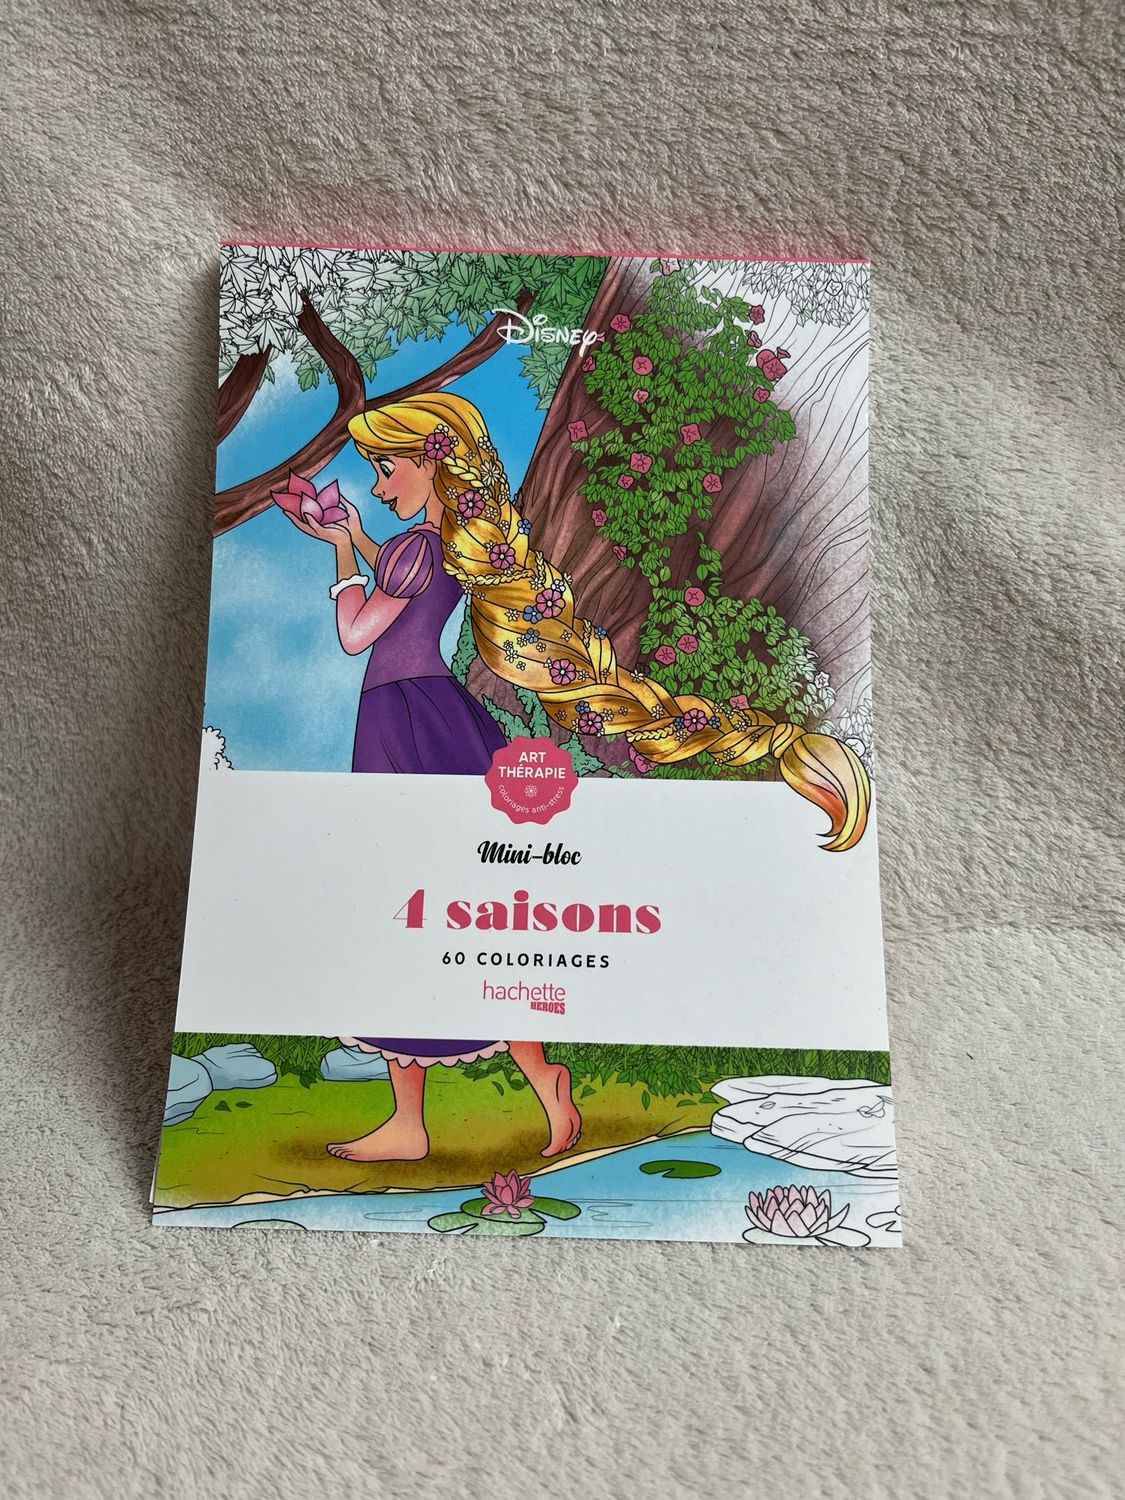 Disney
ART
THÉRAPIE
coloriages anti-stress
Mini-bloc
4 saisons
60 COLORIAGES
hachette
HEROES